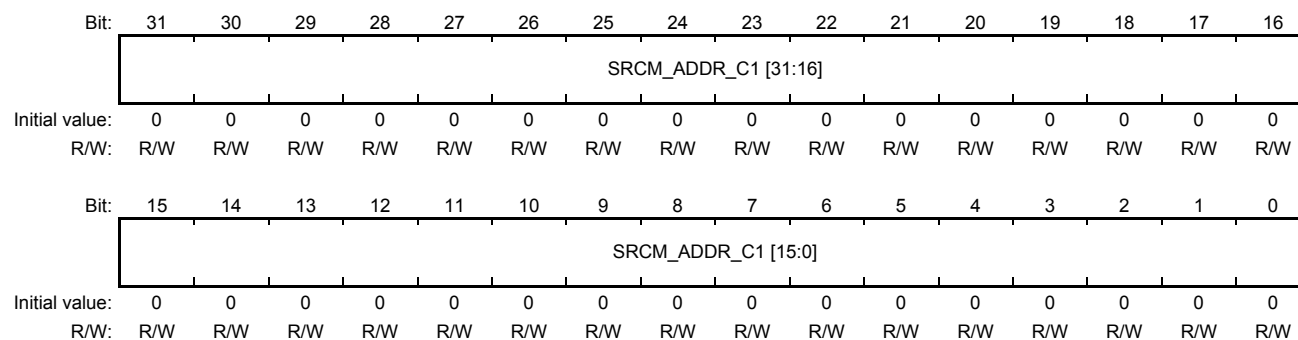 Bit: 31 30 29 28 27 26 25 24 23 22 21 20 19 18 17 16
SRCM_ADDR_C1 [31:16]
Initial value: 0 0 0 0 0 0 0 0 0 0 0 0 0 0 0 0
R/W: R/W R/W R/W R/W R/W R/W R/W R/W R/W R/W R/W R/W R/W R/W R/W R/W
Bit: 15 14 13 12 11 10 9 8 7 6 5 4 3 2 1 0
SRCM_ADDR_C1 [15:0]
Initial value: 0 0 0 0 0 0 0 0 0 0 0 0 0 0 0 0
R/W: R/W R/W R/W R/W R/W R/W R/W R/W R/W R/W R/W R/W R/W R/W R/W R/W